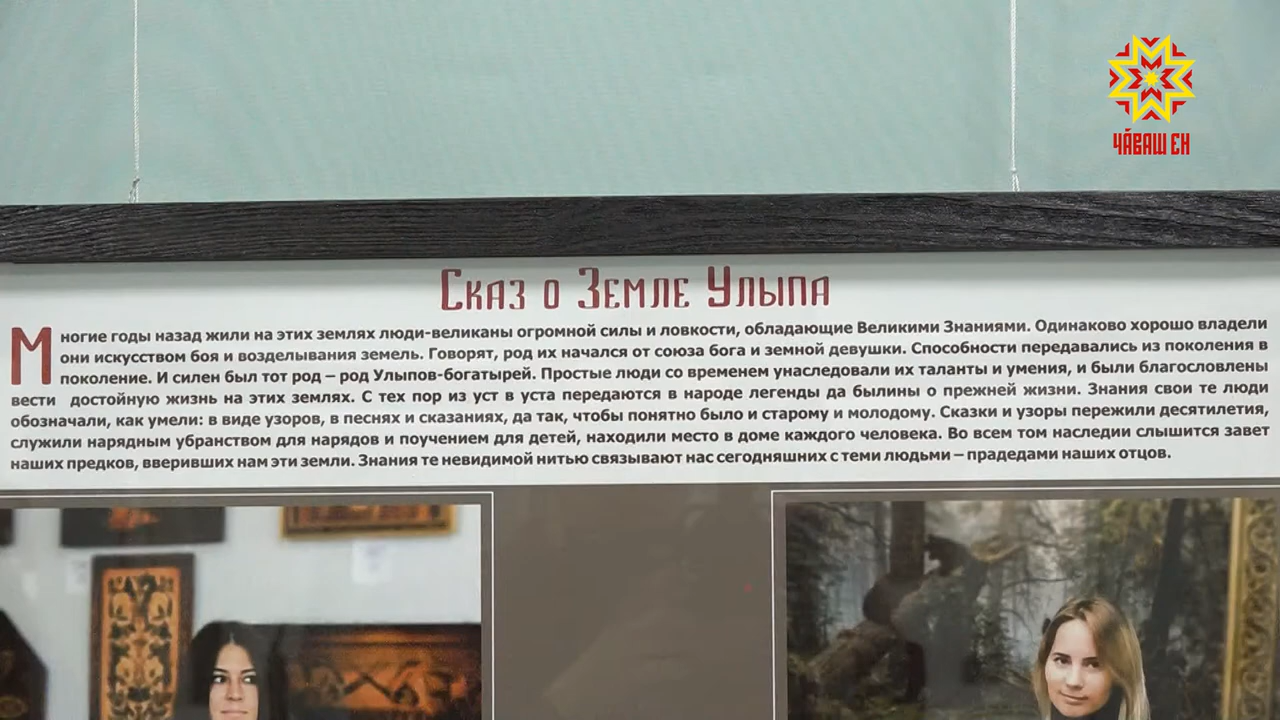 ЧĂВАШ ЕН
Сказ о Земле Улыпа
Многие годы назад жили на этих землях люди-великаны огромной силы и ловкости, обладающие Великими Знаниями. Одинаково хорошо владели
они искусством боя и возделывания земель. Говорят, род их начался от союза бога и земной девушки. Способности передавались из поколения в
поколение. И силен был тот род – род Улыпов-богатырей. Простые люди со временем унаследовали их таланты и умения, и были благословлены
вести достойную жизнь на этих землях. С тех пор из уст в уста передаются в народе легенды да былины о прежней жизни. Знания свои те люди
обозначали, как умели: в виде узоров, в песнях и сказаниях, да так, чтобы понятно было и старому и молодому. Сказки и узоры пережили десятилетия,
служили нарядным убранством для нарядов и поучением для детей, находили место в доме каждого человека. Во всем том наследии слышится завет
наших предков, вверивших нам эти земли. Знания те невидимой нитью связывают нас сегодняшних с теми людьми – прадедами наших отцов.